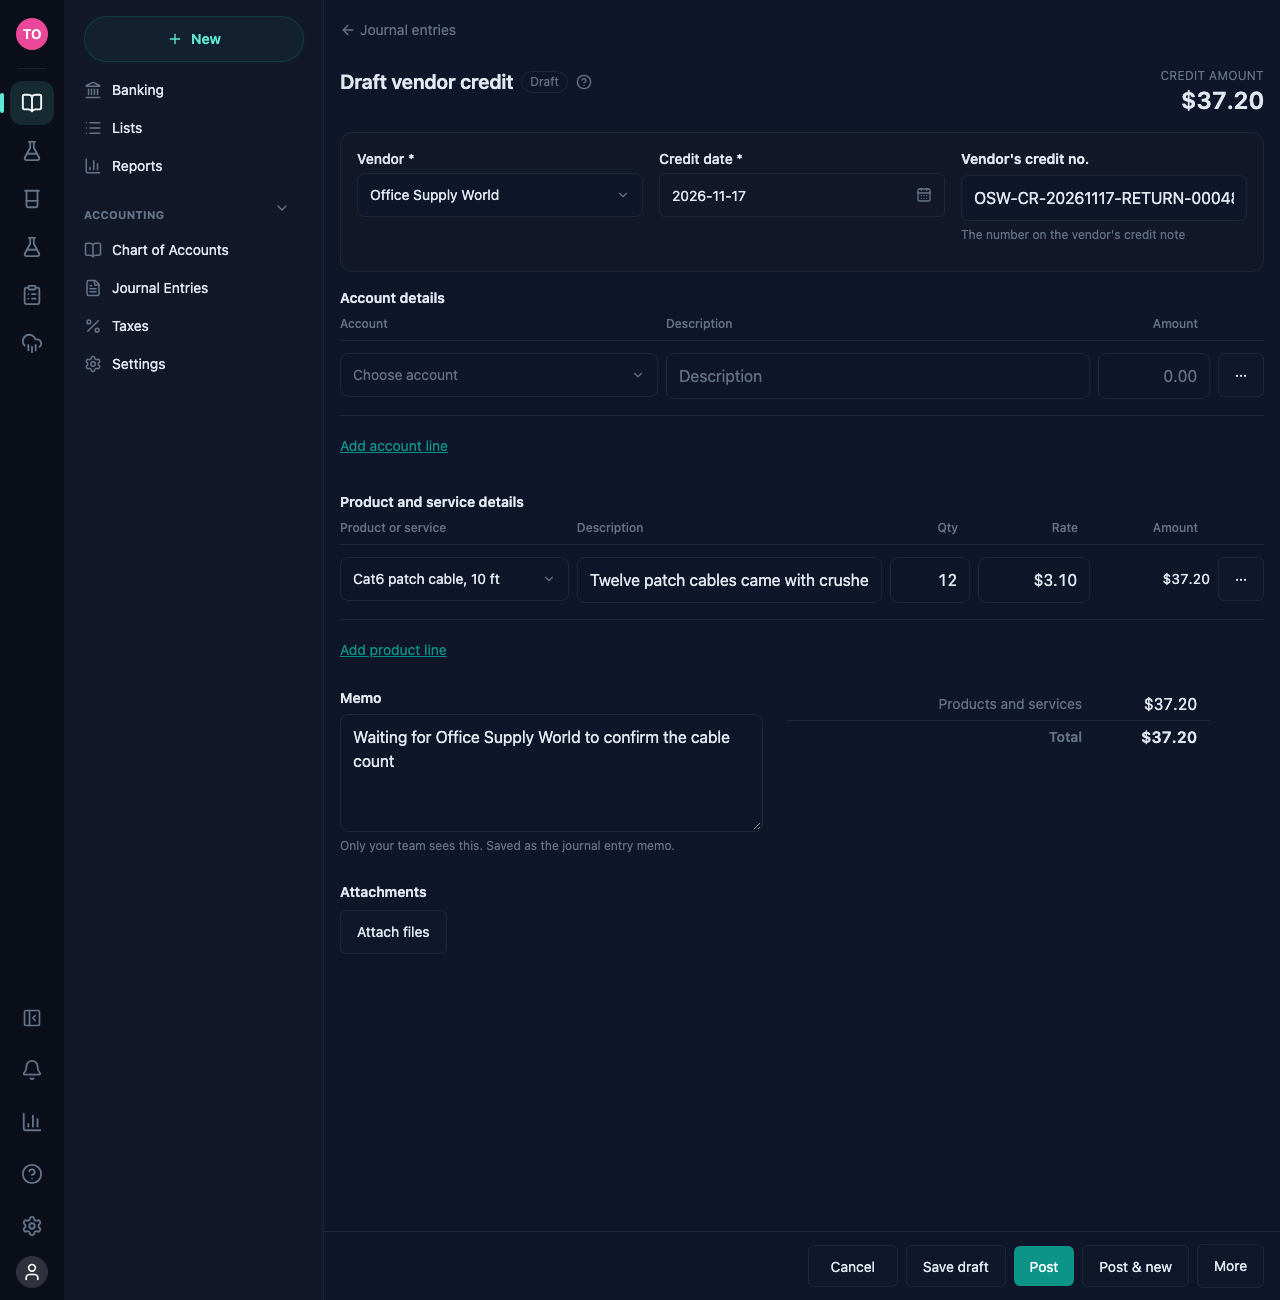 TO
New
Banking
Lists
Reports
ACCOUNTING
Chart of Accounts
Journal Entries
Taxes
Settings
Journal entries
Draft vendor credit
Draft
CREDIT AMOUNT
$37.20
Vendor *
Credit date *
Vendor's credit no.
Office Supply World
2026-11-17
OSW-CR-20261117-RETURN-0004
The number on the vendor's credit note
Account details
Account Description Amount
Choose account Description 0.00 ...
Add account line
Product and service details
Product or service Description Qty Rate Amount
Cat6 patch cable, 10 ft Twelve patch cables came with crushe 12 $3.10 $37.20 ...
Add product line
Memo
Waiting for Office Supply World to confirm the cable
count
Only your team sees this. Saved as the journal entry memo.
Products and services $37.20
Total $37.20
Attachments
Attach files
Cancel
Save draft
Post
Post & new
More